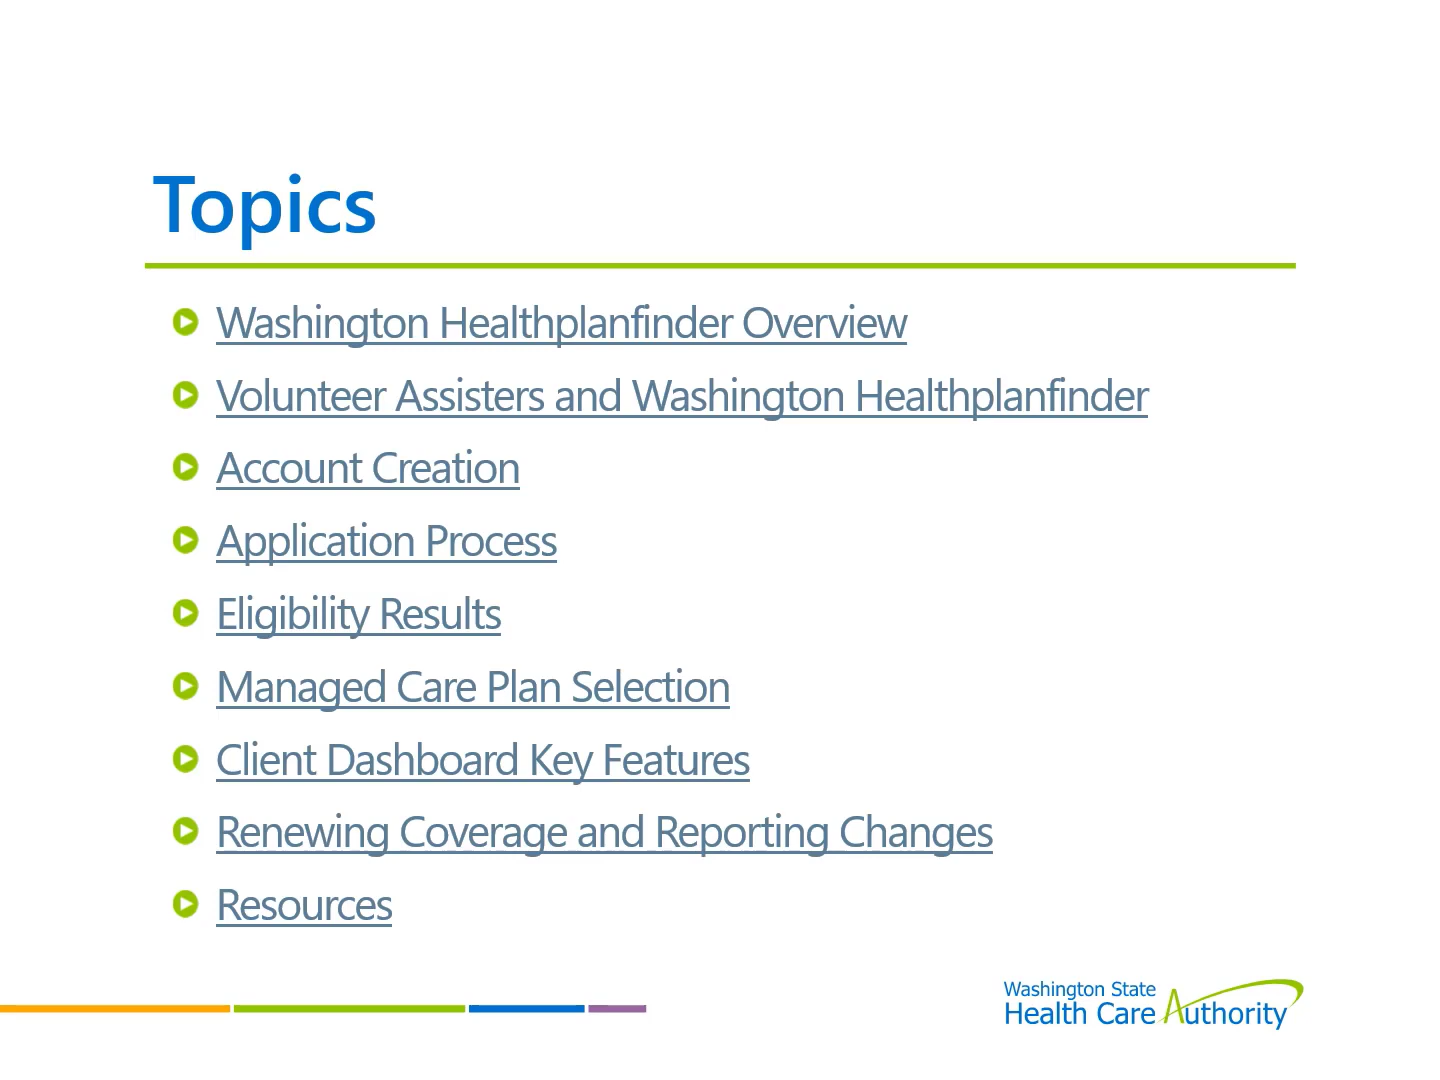 Topics
Washington Healthplanfinder Overview
Volunteer Assisters and Washington Healthplanfinder
Account Creation
Application Process
Eligibility Results
Managed Care Plan Selection
Client Dashboard Key Features
Renewing Coverage and Reporting Changes
Resources
Washington State
Health Care Authority